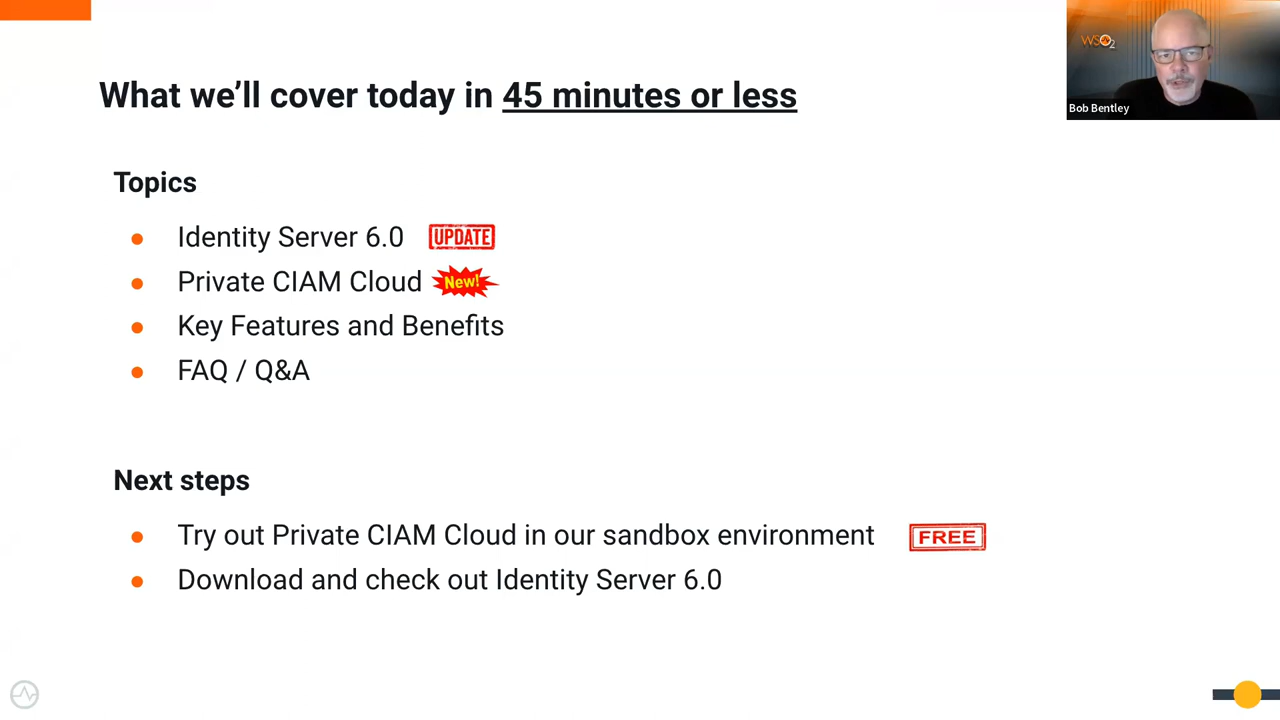 WSO2
Bob Bentley
What we'll cover today in 45 minutes or less
Topics
Identity Server 6.0 UPDATE
Private CIAM Cloud New!
Key Features and Benefits
FAQ / Q&A
Next steps
Try out Private CIAM Cloud in our sandbox environment FREE
Download and check out Identity Server 6.0